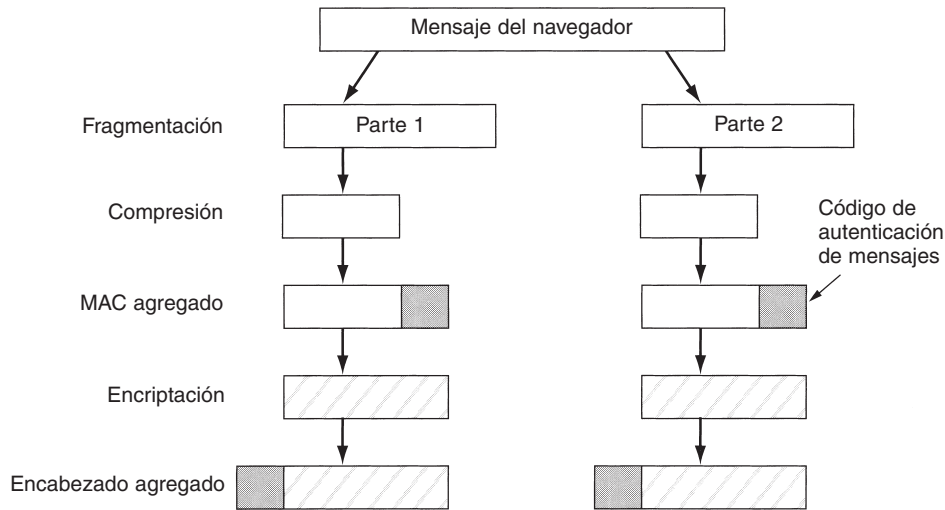 Mensaje del navegador
Fragmentación
Parte 1
Parte 2
Compresión
Código de
autenticación
de mensajes
MAC agregado
Encriptación
Encabezado agregado